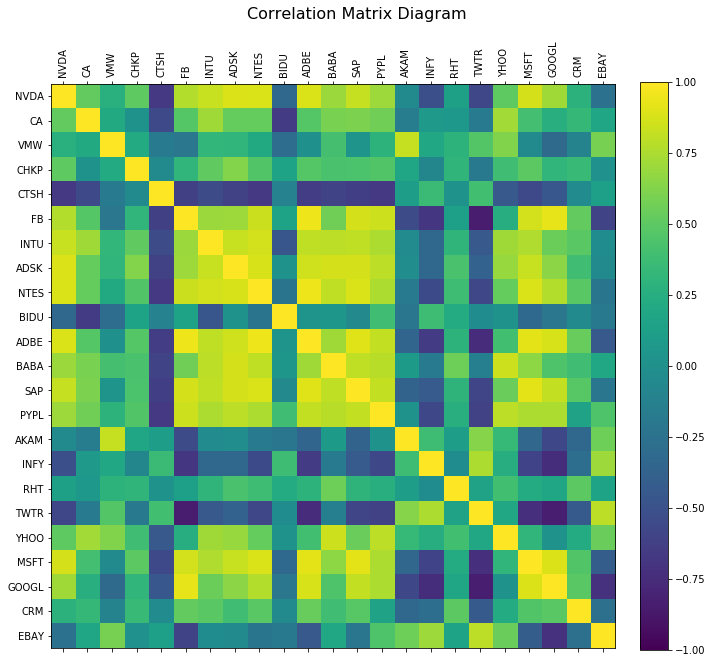 Correlation Matrix Diagram
NVDA CA VMW CHKP CTSH FB INTU ADSK NTES BIDU ADBE BABA SAP PYPL AKAM INFY RHT TWTR YHOO MSFT GOOGL CRM EBAY
NVDA
CA
VMW
CHKP
CTSH
FB
INTU
ADSK
NTES
BIDU
ADBE
BABA
SAP
PYPL
AKAM
INFY
RHT
TWTR
YHOO
MSFT
GOOGL
CRM
EBAY
1.00
0.75
0.50
0.25
0.00
−0.25
−0.50
−0.75
−1.00